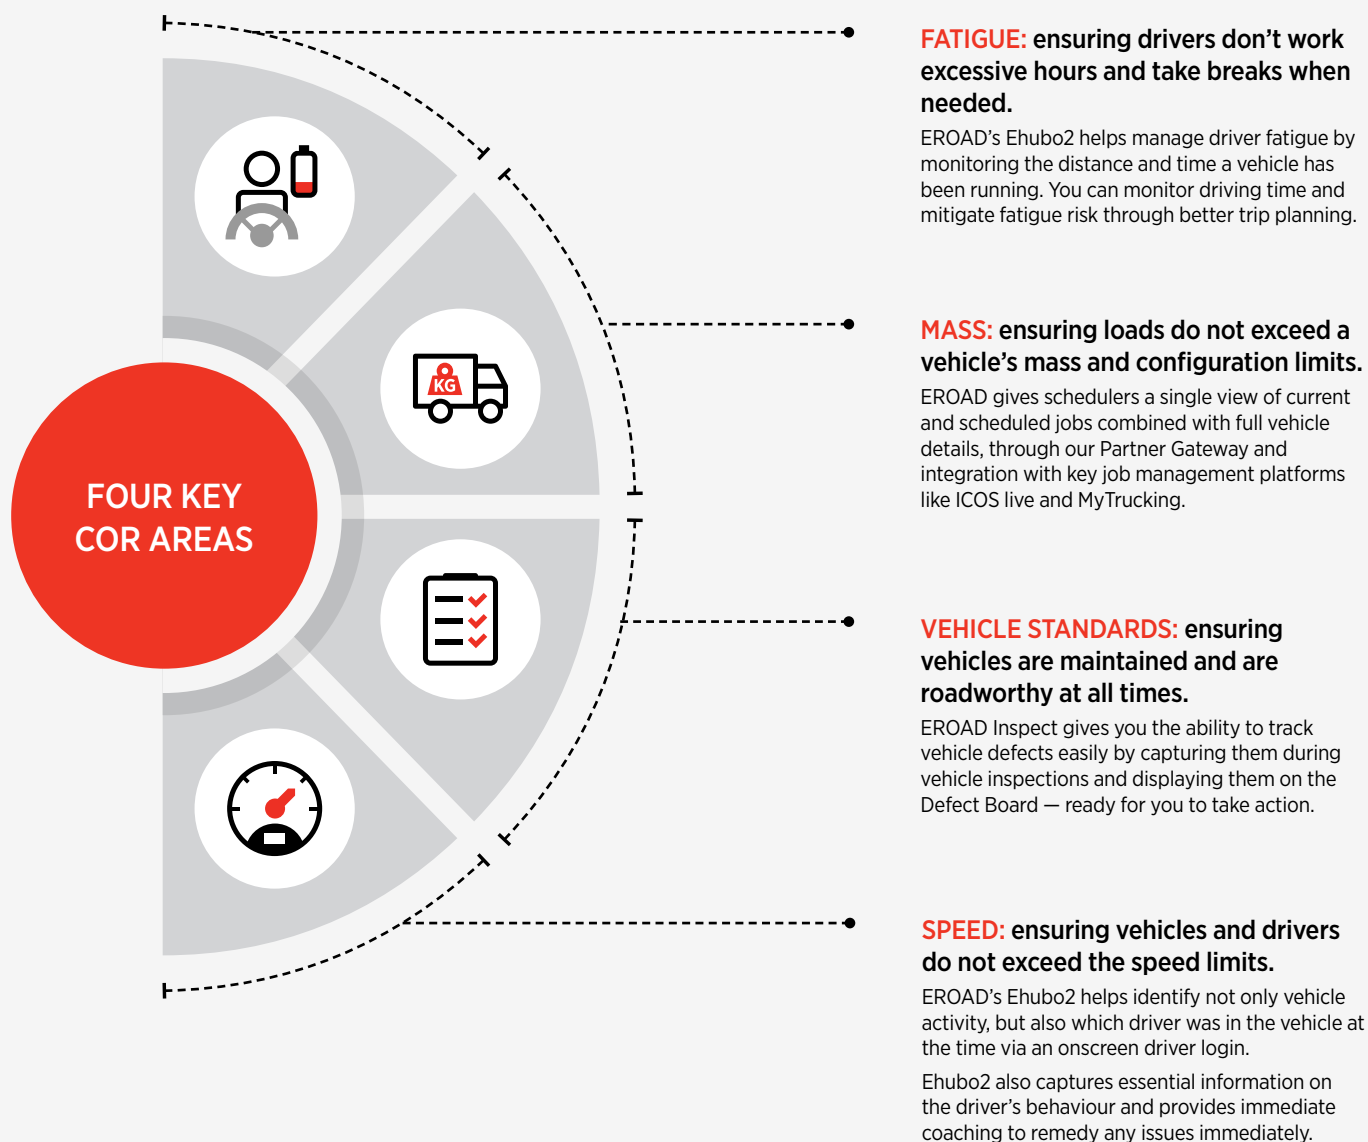 FATIGUE: ensuring drivers don’t work
excessive hours and take breaks when
needed.
EROAD’s Ehubo2 helps manage driver fatigue by
monitoring the distance and time a vehicle has
been running. You can monitor driving time and
mitigate fatigue risk through better trip planning.
MASS: ensuring loads do not exceed a
vehicle’s mass and configuration limits.
EROAD gives schedulers a single view of current
and scheduled jobs combined with full vehicle
details, through our Partner Gateway and
integration with key job management platforms
like ICOS live and MyTrucking.
KG
FOUR KEY
COR AREAS
VEHICLE STANDARDS: ensuring
vehicles are maintained and are
roadworthy at all times.
EROAD Inspect gives you the ability to track
vehicle defects easily by capturing them during
vehicle inspections and displaying them on the
Defect Board — ready for you to take action.
SPEED: ensuring vehicles and drivers
do not exceed the speed limits.
EROAD’s Ehubo2 helps identify not only vehicle
activity, but also which driver was in the vehicle at
the time via an onscreen driver login.
Ehubo2 also captures essential information on
the driver’s behaviour and provides immediate
coaching to remedy any issues immediately.